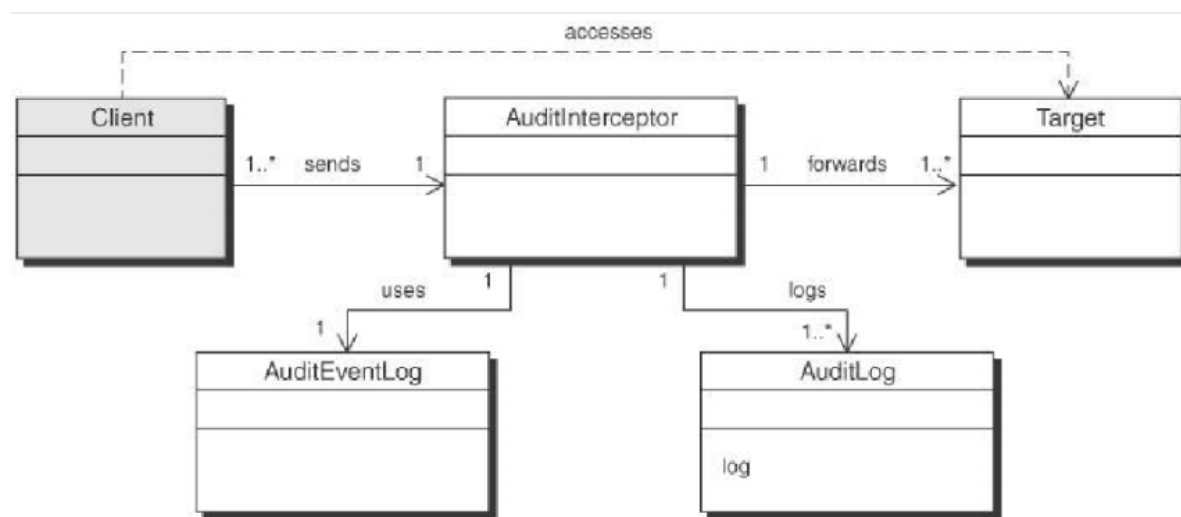 accesses
Client
AuditInterceptor
Target
1..* sends 1
1 forwards 1..*
uses 1
1 logs
1
1..*
AuditEventLog
AuditLog
log